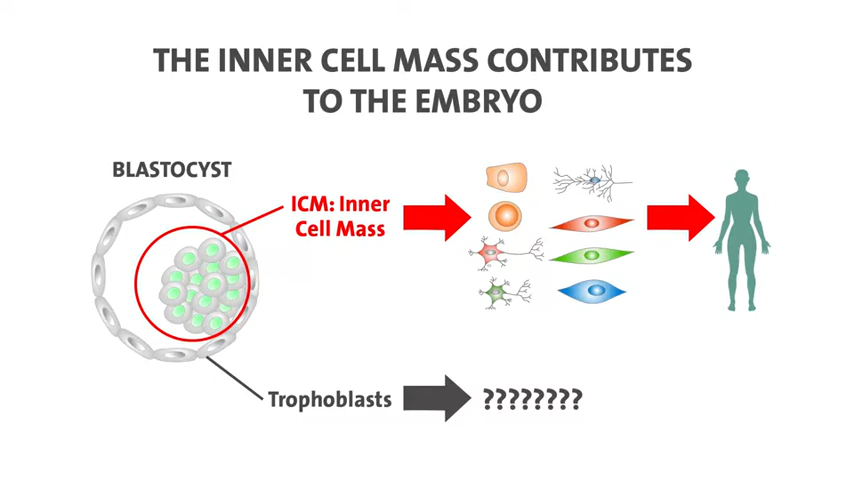 THE INNER CELL MASS CONTRIBUTES
TO THE EMBRYO
BLASTOCYST
ICM: Inner
Cell Mass
Trophoblasts
????????